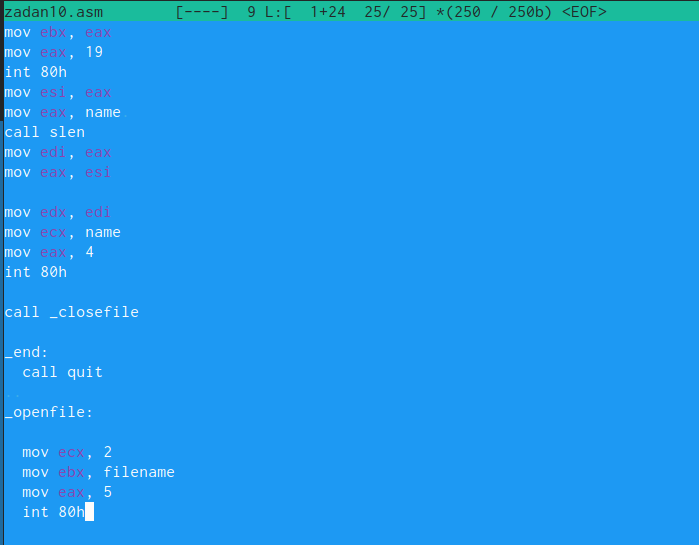 zadan10.asm [----] 9 L:[ 1+24 25/ 25] *(250 / 250b) <EOF>
mov ebx, eax
mov eax, 19
int 80h
mov esi, eax
mov eax, name
call slen
mov edi, eax
mov eax, esi
mov edx, edi
mov ecx, name
mov eax, 4
int 80h
call _closefile
_end:
call quit
..
_openfile:
mov ecx, 2
mov ebx, filename
mov eax, 5
int 80h